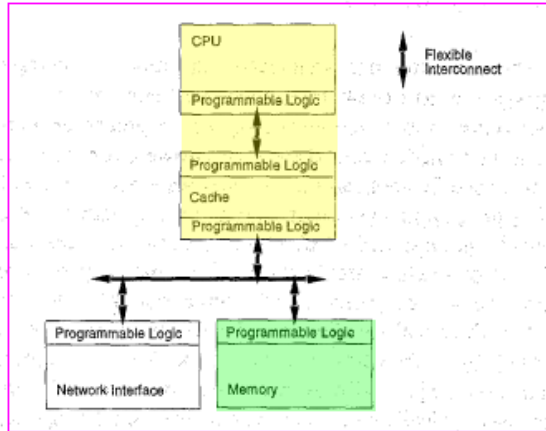 CPU
Flexible
Interconnect
Programmable Logic
Programmable Logic
Cache
Programmable Logic
Programmable Logic
Programmable Logic
Network Interface
Memory